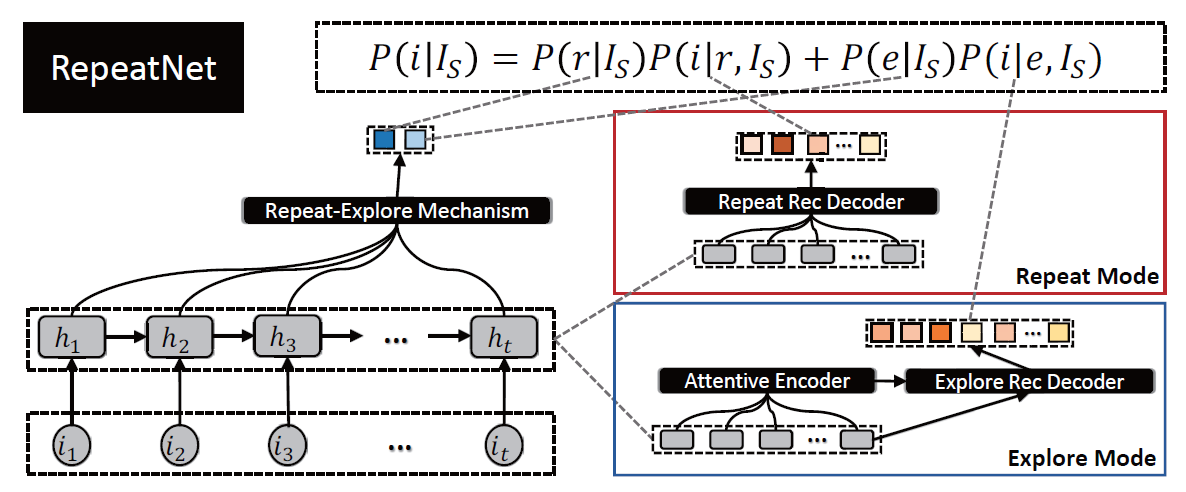 RepeatNet
P(i|I_S) = P(r|I_S)P(i|r, I_S) + P(e|I_S)P(i|e, I_S)
...
Repeat-Explore Mechanism
Repeat Rec Decoder
...
Repeat Mode
h_1 h_2 h_3 ... h_t
...
Attentive Encoder Explore Rec Decoder
...
Explore Mode
i_1 i_2 i_3 ... i_t